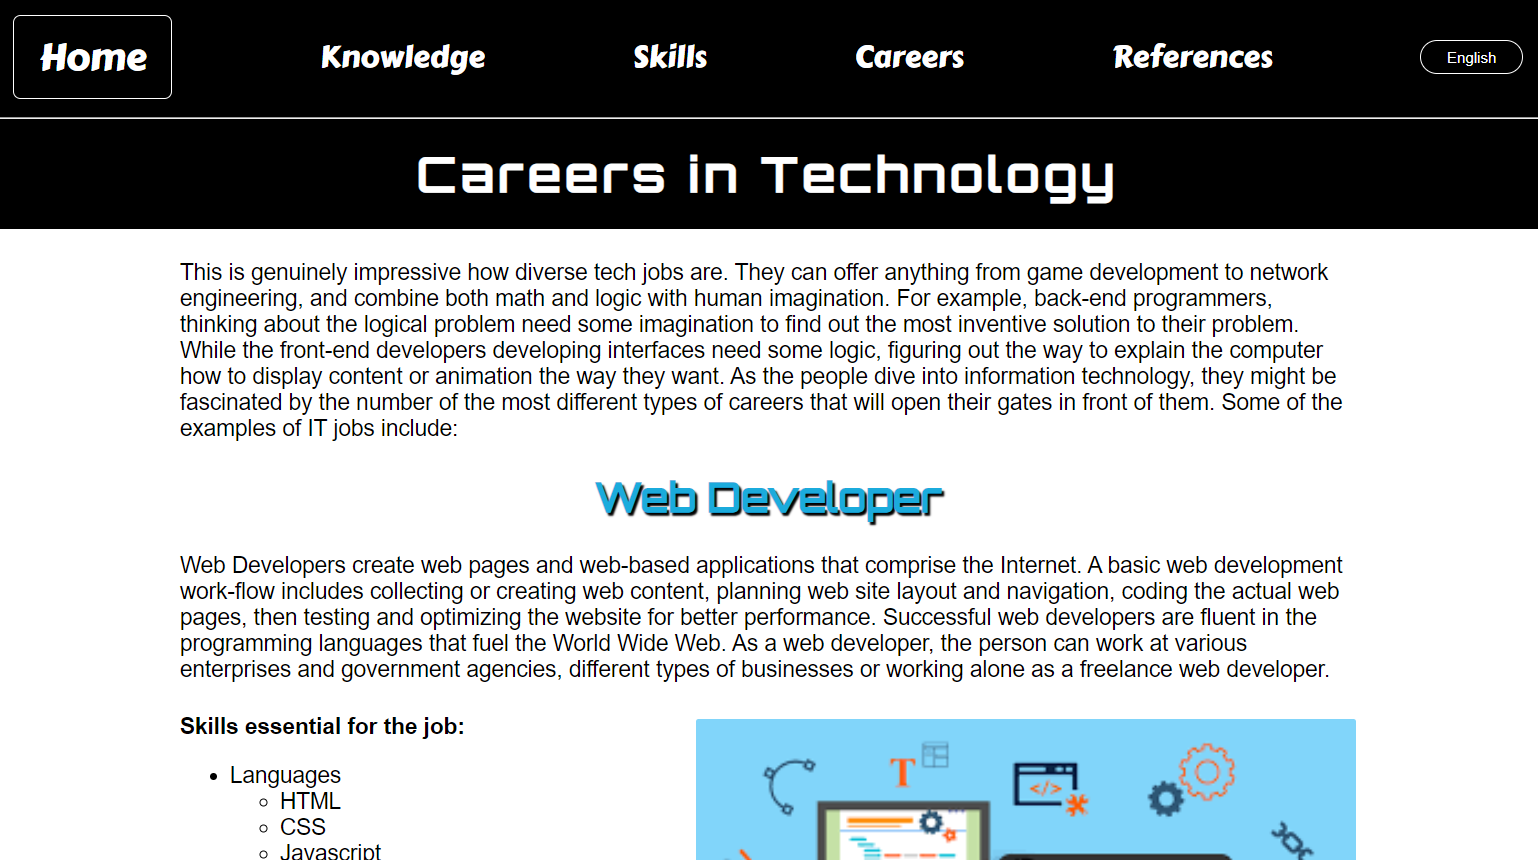 Home
Knowledge
Skills
Careers
References
English
Careers in Technology
This is genuinely impressive how diverse tech jobs are. They can offer anything from game development to network
engineering, and combine both math and logic with human imagination. For example, back-end programmers,
thinking about the logical problem need some imagination to find out the most inventive solution to their problem.
While the front-end developers developing interfaces need some logic, figuring out the way to explain the computer
how to display content or animation the way they want. As the people dive into information technology, they might be
fascinated by the number of the most different types of careers that will open their gates in front of them. Some of the
examples of IT jobs include:
Web Developer
Web Developers create web pages and web-based applications that comprise the Internet. A basic web development
work-flow includes collecting or creating web content, planning web site layout and navigation, coding the actual web
pages, then testing and optimizing the website for better performance. Successful web developers are fluent in the
programming languages that fuel the World Wide Web. As a web developer, the person can work at various
enterprises and government agencies, different types of businesses or working alone as a freelance web developer.
Skills essential for the job:
Languages
HTML
CSS
Javascript
T
</>